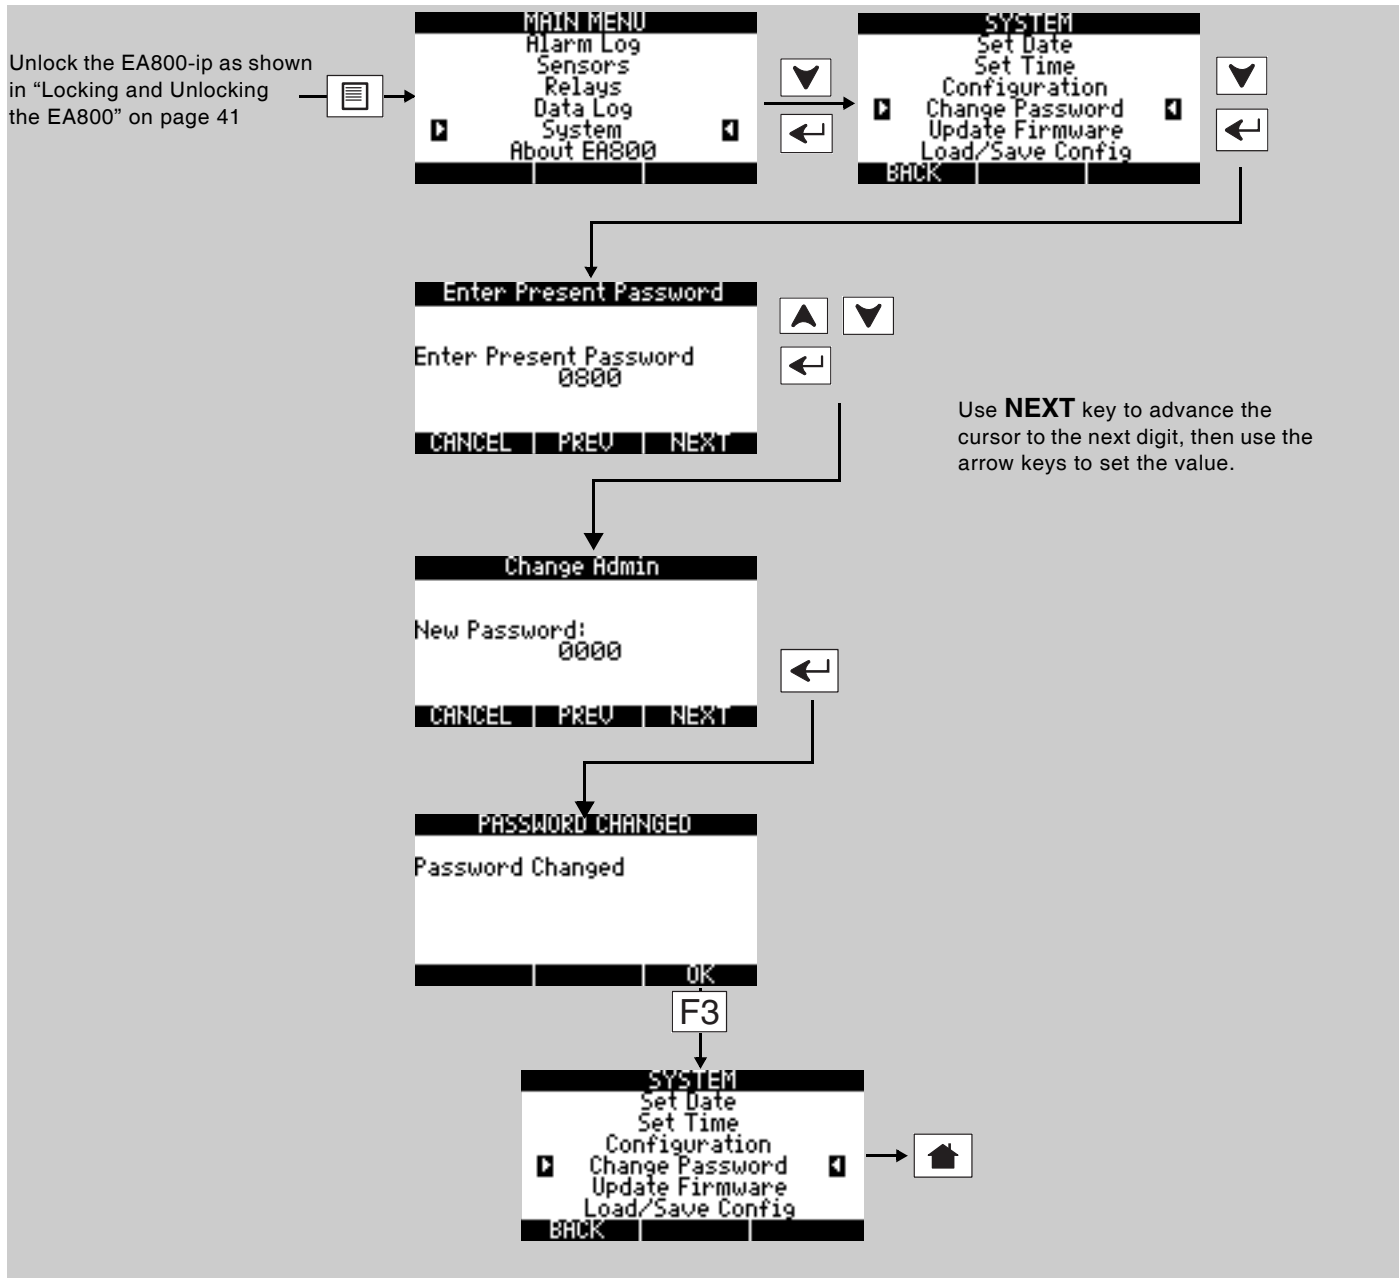 Unlock the EA800-ip as shown
in “Locking and Unlocking
the EA800” on page 41
MAIN MENU
Alarm Log
Sensors
Relays
Data Log
System
About EA800
SYSTEM
Set Date
Set Time
Configuration
Change Password
Update Firmware
Load/Save Config
BACK
Enter Present Password
Enter Present Password
0800
CANCEL | PREV | NEXT
Use NEXT key to advance the
cursor to the next digit, then use the
arrow keys to set the value.
Change Admin
New Password:
0000
CANCEL | PREV | NEXT
PASSWORD CHANGED
Password Changed
OK
F3
SYSTEM
Set Date
Set Time
Configuration
Change Password
Update Firmware
Load/Save Config
BACK